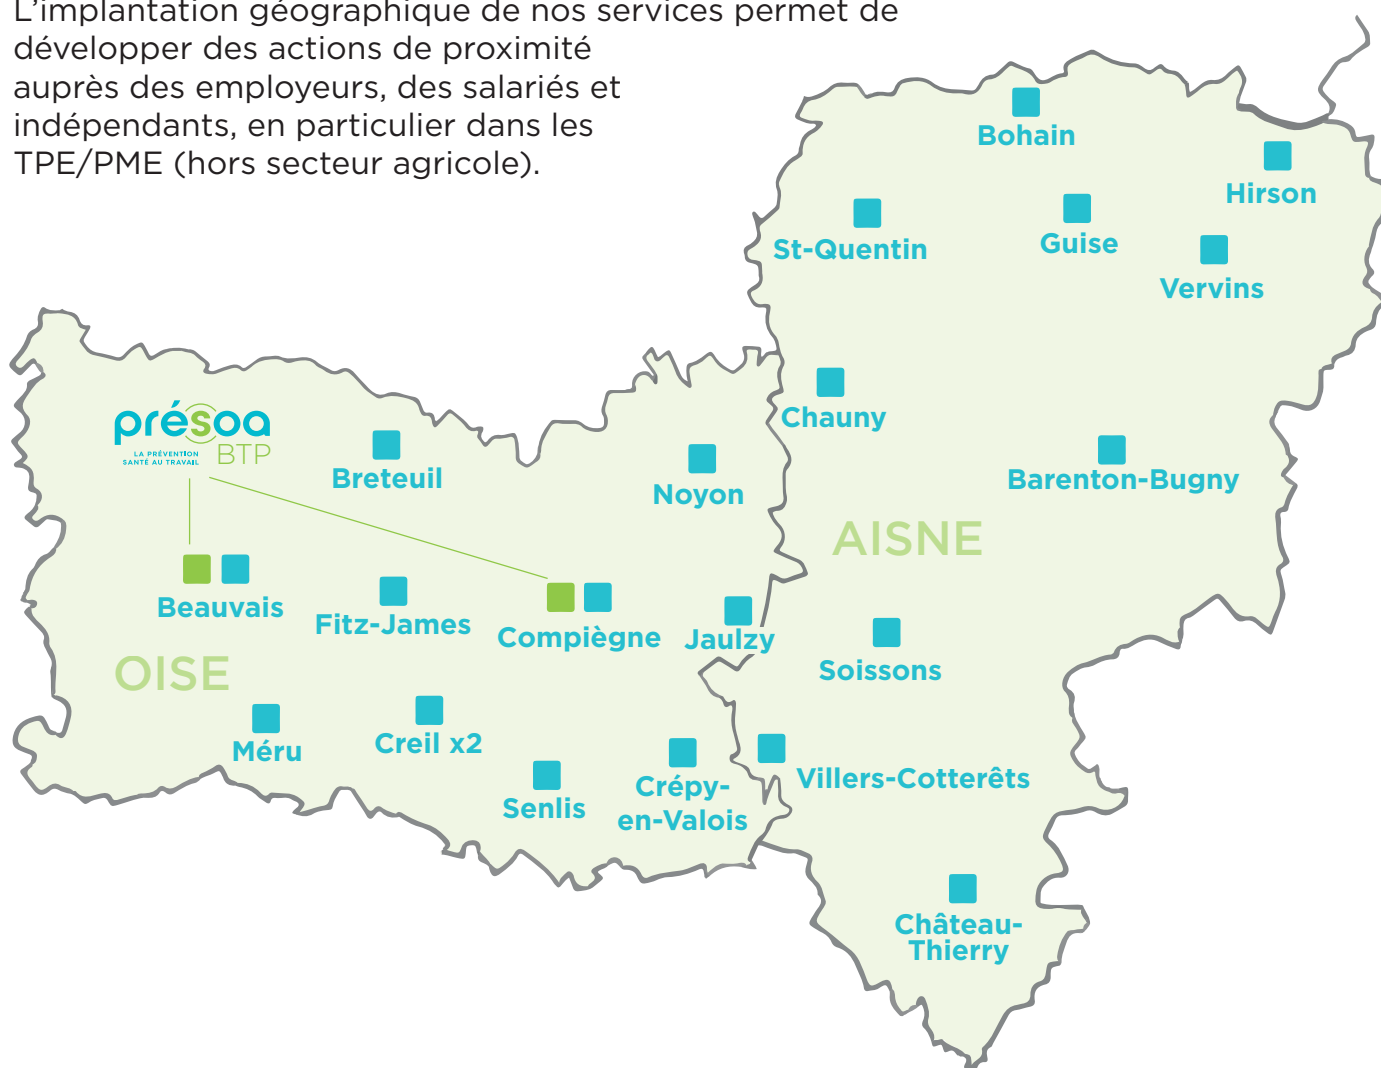 L'implantation géographique de nos services permet de
développer des actions de proximité
auprès des employeurs, des salariés et
indépendants, en particulier dans les
TPE/PME (hors secteur agricole).
Bohain
Hirson
St-Quentin
Guise
Vervins
présoa
LA PRÉVENTION
SANTÉ AU TRAVAIL
BTP
Chauny
Breteuil
Noyon
Barenton-Bugny
AISNE
Beauvais
Fitz-James
Compiègne
Jaulzy
OISE
Soissons
Méru
Creil x2
Senlis
Crépy-
en-Valois
Villers-Cotterêts
Château-
Thierry